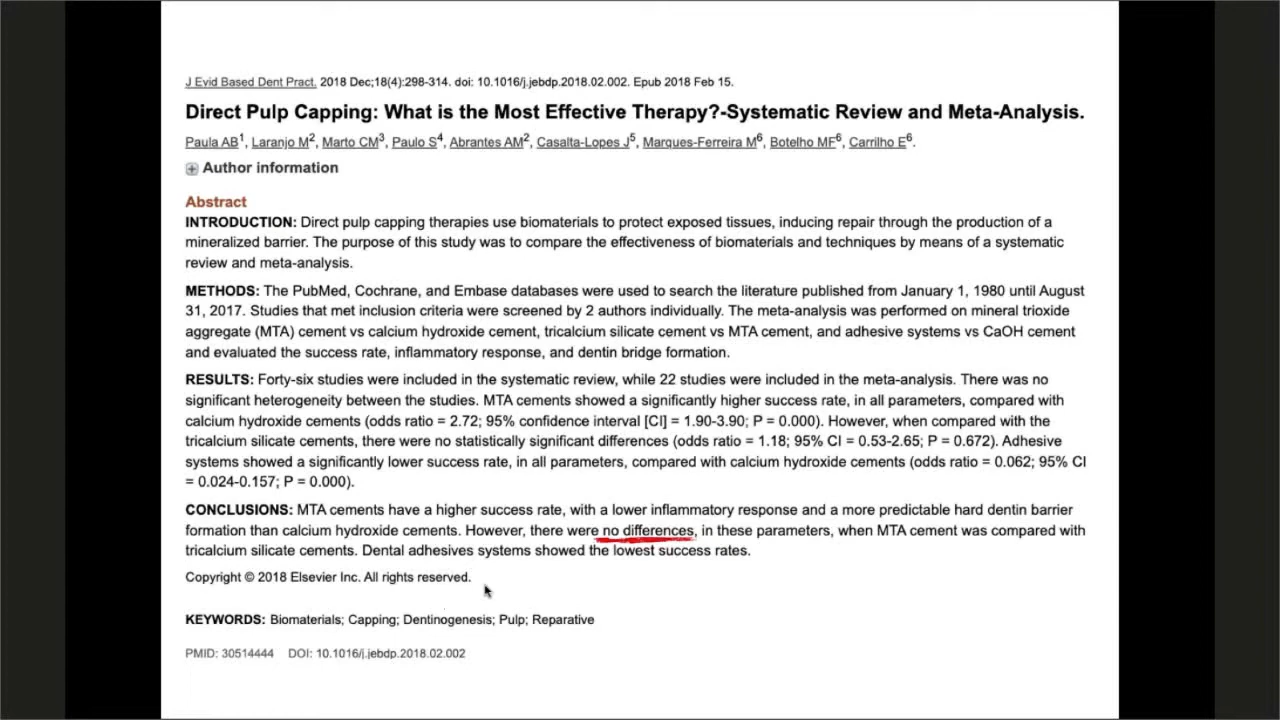 J Evid Based Dent Pract. 2018 Dec;18(4):298-314. doi: 10.1016/j.jebdp.2018.02.002. Epub 2018 Feb 15.
Direct Pulp Capping: What is the Most Effective Therapy?-Systematic Review and Meta-Analysis.
Paula AB1, Laranjo M2, Marto CM3, Paulo S4, Abrantes AM2, Casalta-Lopes J5, Marques-Ferreira M6, Botelho MF6, Carrilho E6.
Author information
Abstract
INTRODUCTION: Direct pulp capping therapies use biomaterials to protect exposed tissues, inducing repair through the production of a
mineralized barrier. The purpose of this study was to compare the effectiveness of biomaterials and techniques by means of a systematic
review and meta-analysis.
METHODS: The PubMed, Cochrane, and Embase databases were used to search the literature published from January 1, 1980 until August
31, 2017. Studies that met inclusion criteria were screened by 2 authors individually. The meta-analysis was performed on mineral trioxide
aggregate (MTA) cement vs calcium hydroxide cement, tricalcium silicate cement vs MTA cement, and adhesive systems vs CaOH cement
and evaluated the success rate, inflammatory response, and dentin bridge formation.
RESULTS: Forty-six studies were included in the systematic review, while 22 studies were included in the meta-analysis. There was no
significant heterogeneity between the studies. MTA cements showed a significantly higher success rate, in all parameters, compared with
calcium hydroxide cements (odds ratio = 2.72; 95% confidence interval [CI] = 1.90-3.90; P = 0.000). However, when compared with the
tricalcium silicate cements, there were no statistically significant differences (odds ratio = 1.18; 95% CI = 0.53-2.65; P = 0.672). Adhesive
systems showed a significantly lower success rate, in all parameters, compared with calcium hydroxide cements (odds ratio = 0.062; 95% CI
= 0.024-0.157; P = 0.000).
CONCLUSIONS: MTA cements have a higher success rate, with a lower inflammatory response and a more predictable hard dentin barrier
formation than calcium hydroxide cements. However, there were no differences, in these parameters, when MTA cement was compared with
tricalcium silicate cements. Dental adhesives systems showed the lowest success rates.
Copyright © 2018 Elsevier Inc. All rights reserved.
KEYWORDS: Biomaterials; Capping; Dentinogenesis; Pulp; Reparative
PMID: 30514444 DOI: 10.1016/j.jebdp.2018.02.002